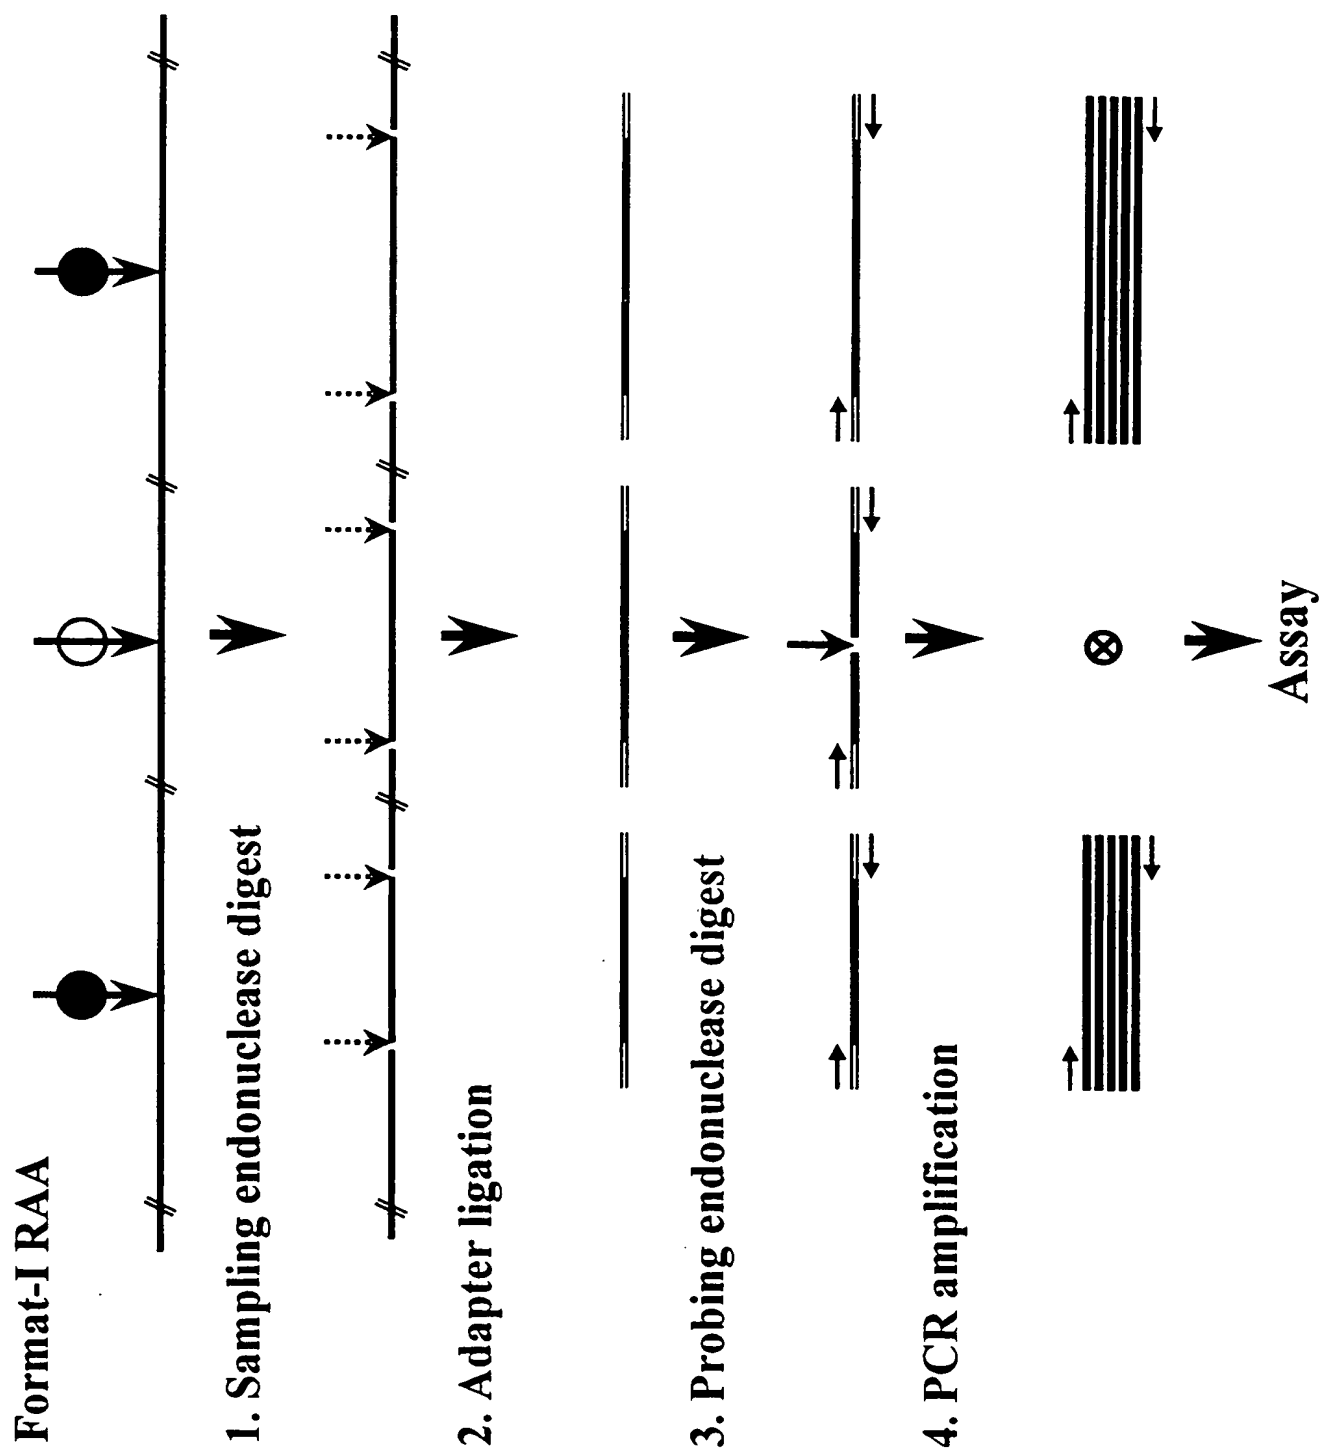 Format-I RAA
1. Sampling endonuclease digest
2. Adapter ligation
3. Probing endonuclease digest
4. PCR amplification
Assay